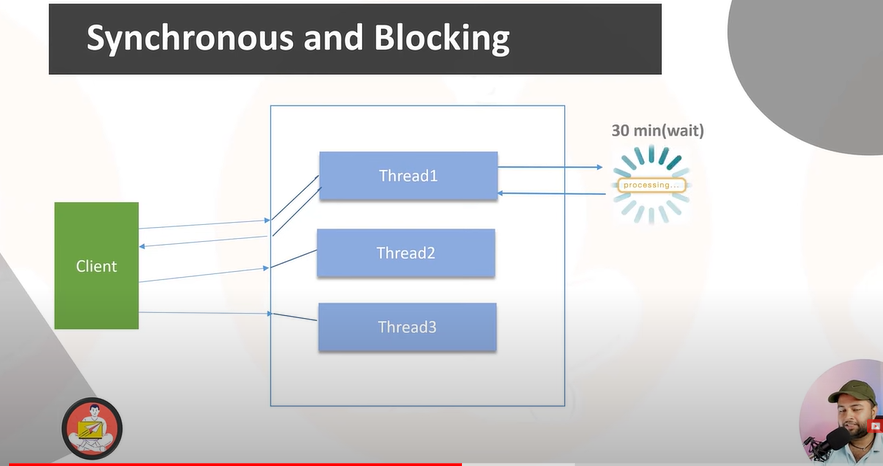 Synchronous and Blocking
30 min(wait)
Thread1
processing...
Thread2
Client
Thread3